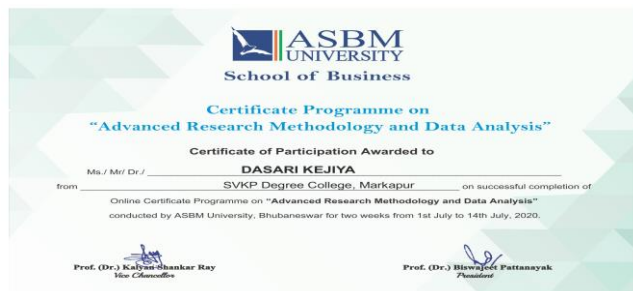 ASBM
UNIVERSITY
School of Business
Certificate Programme on
“Advanced Research Methodology and Data Analysis”
Certificate of Participation Awarded to
Ms./ Mr/ Dr./ DASARI KEJIYA
from SVKP Degree College, Markapur on successful completion of
Online Certificate Programme on "Advanced Research Methodology and Data Analysis"
conducted by ASBM University, Bhubaneswar for two weeks from 1st July to 14th July, 2020.
Prof. (Dr.) Kalyan Shankar Ray Prof. (Dr.) Biswajeet Pattanayak
Vice Chancellor President